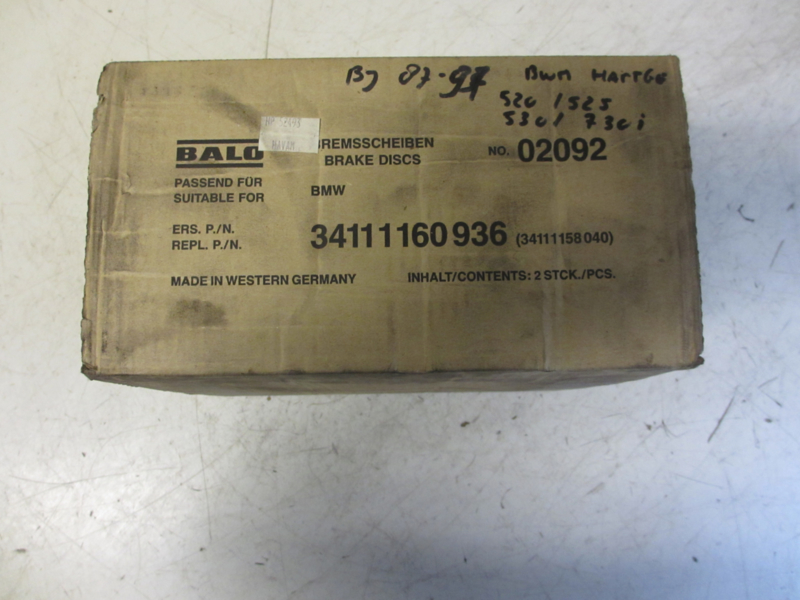 BJ 87-97 BWM HARTGE
520 / 525
530 / 730i
BALO BREMSSCHEIBEN
BRAKE DISCS NO. 02092
PASSEND FÜR
SUITABLE FOR BMW
ERS. P./N.
REPL. P./N. 34111160936 (34111158040)
MADE IN WESTERN GERMANY INHALT/CONTENTS: 2 STCK./PCS.